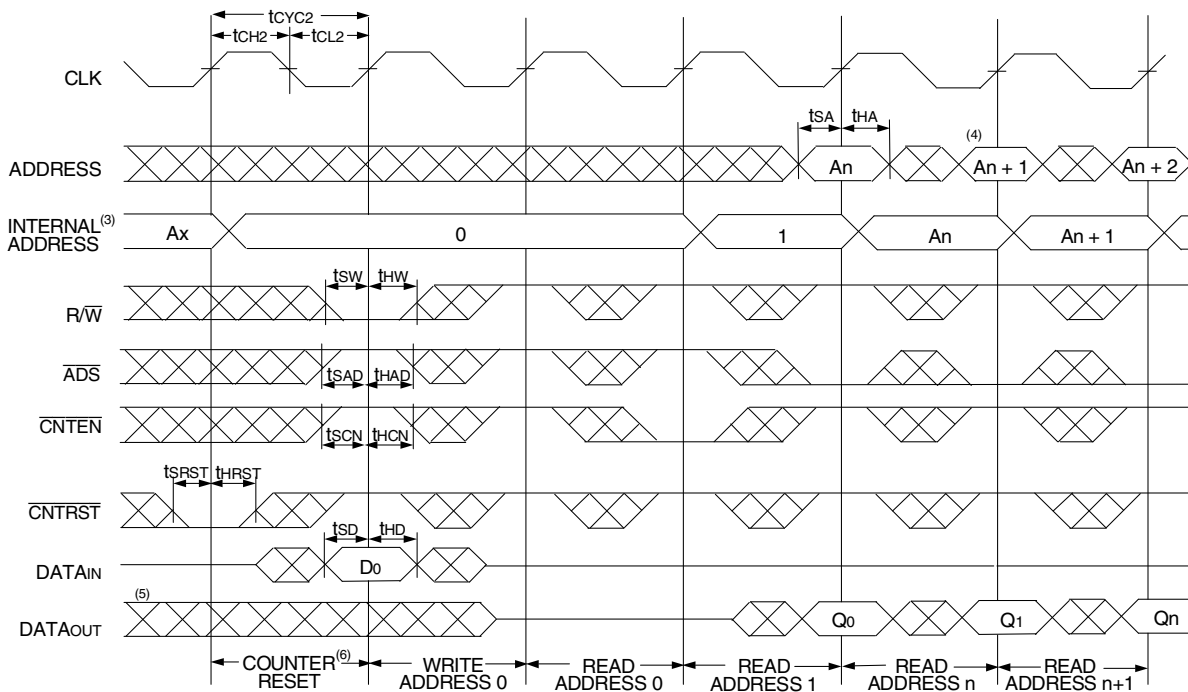 tCYC2
tCH2 tCL2
CLK
tSA tHA
(4)
ADDRESS An An + 1 An + 2
INTERNAL(3) ADDRESS Ax 0 1 An An + 1
tSW tHW
R/W
ADS
tSAD tHAD
CNTEN
tSCN tHCN
tSRST tHRST
CNTRST
tSD tHD
DATAIN D0
(5)
DATAOUT Q0 Q1 Qn
COUNTER(6) RESET
WRITE ADDRESS 0
READ ADDRESS 0
READ ADDRESS 1
READ ADDRESS n
READ ADDRESS n+1